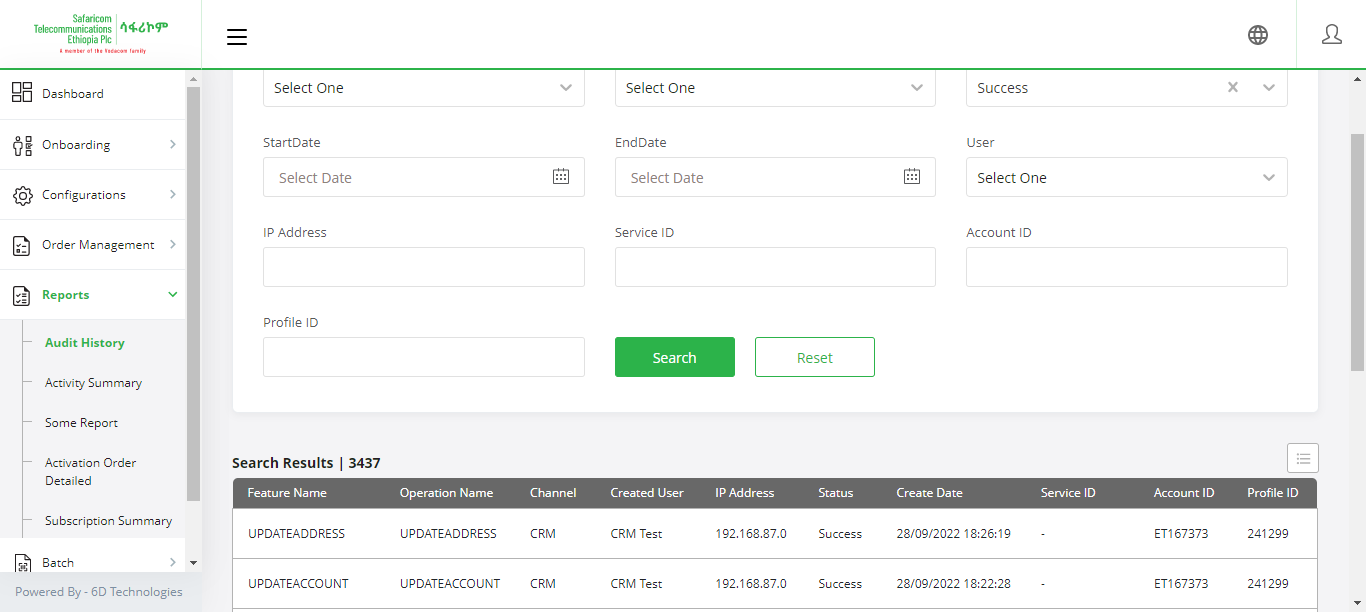 Safaricom
Telecommunications
Ethiopia Plc
ሳፋሪኮም
A member of the Vodacom family
Dashboard
Onboarding
Configurations
Order Management
Reports
Audit History
Activity Summary
Some Report
Activation Order
Detailed
Subscription Summary
Batch
Powered By - 6D Technologies
Select One
Select One
Success
StartDate
EndDate
User
Select Date
Select Date
Select One
IP Address
Service ID
Account ID
Profile ID
Search
Reset
Search Results | 3437
Feature Name Operation Name Channel Created User IP Address Status Create Date Service ID Account ID Profile ID
UPDATEADDRESS UPDATEADDRESS CRM CRM Test 192.168.87.0 Success 28/09/2022 18:26:19 - ET167373 241299
UPDATEACCOUNT UPDATEACCOUNT CRM CRM Test 192.168.87.0 Success 28/09/2022 18:22:28 - ET167373 241299